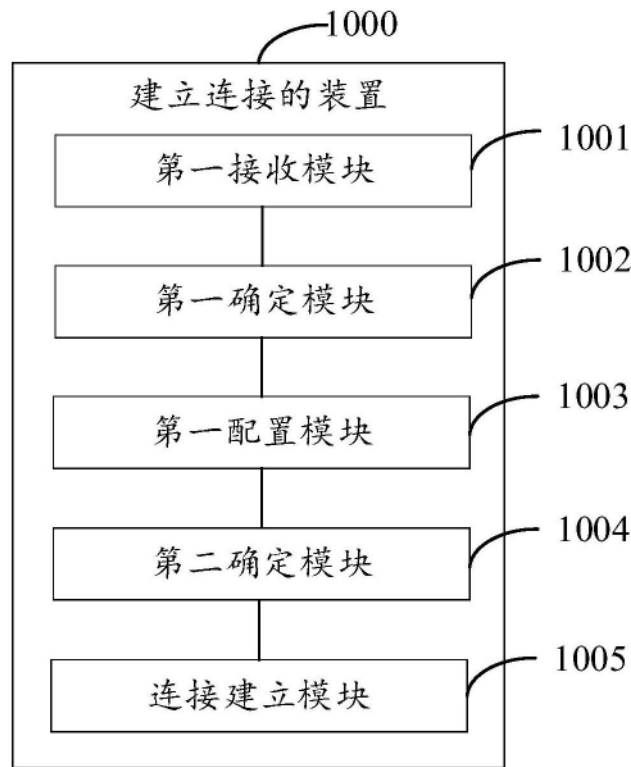 1000
建立连接的装置
第一接收模块
1001
第一确定模块
1002
第一配置模块
1003
第二确定模块
1004
连接建立模块
1005